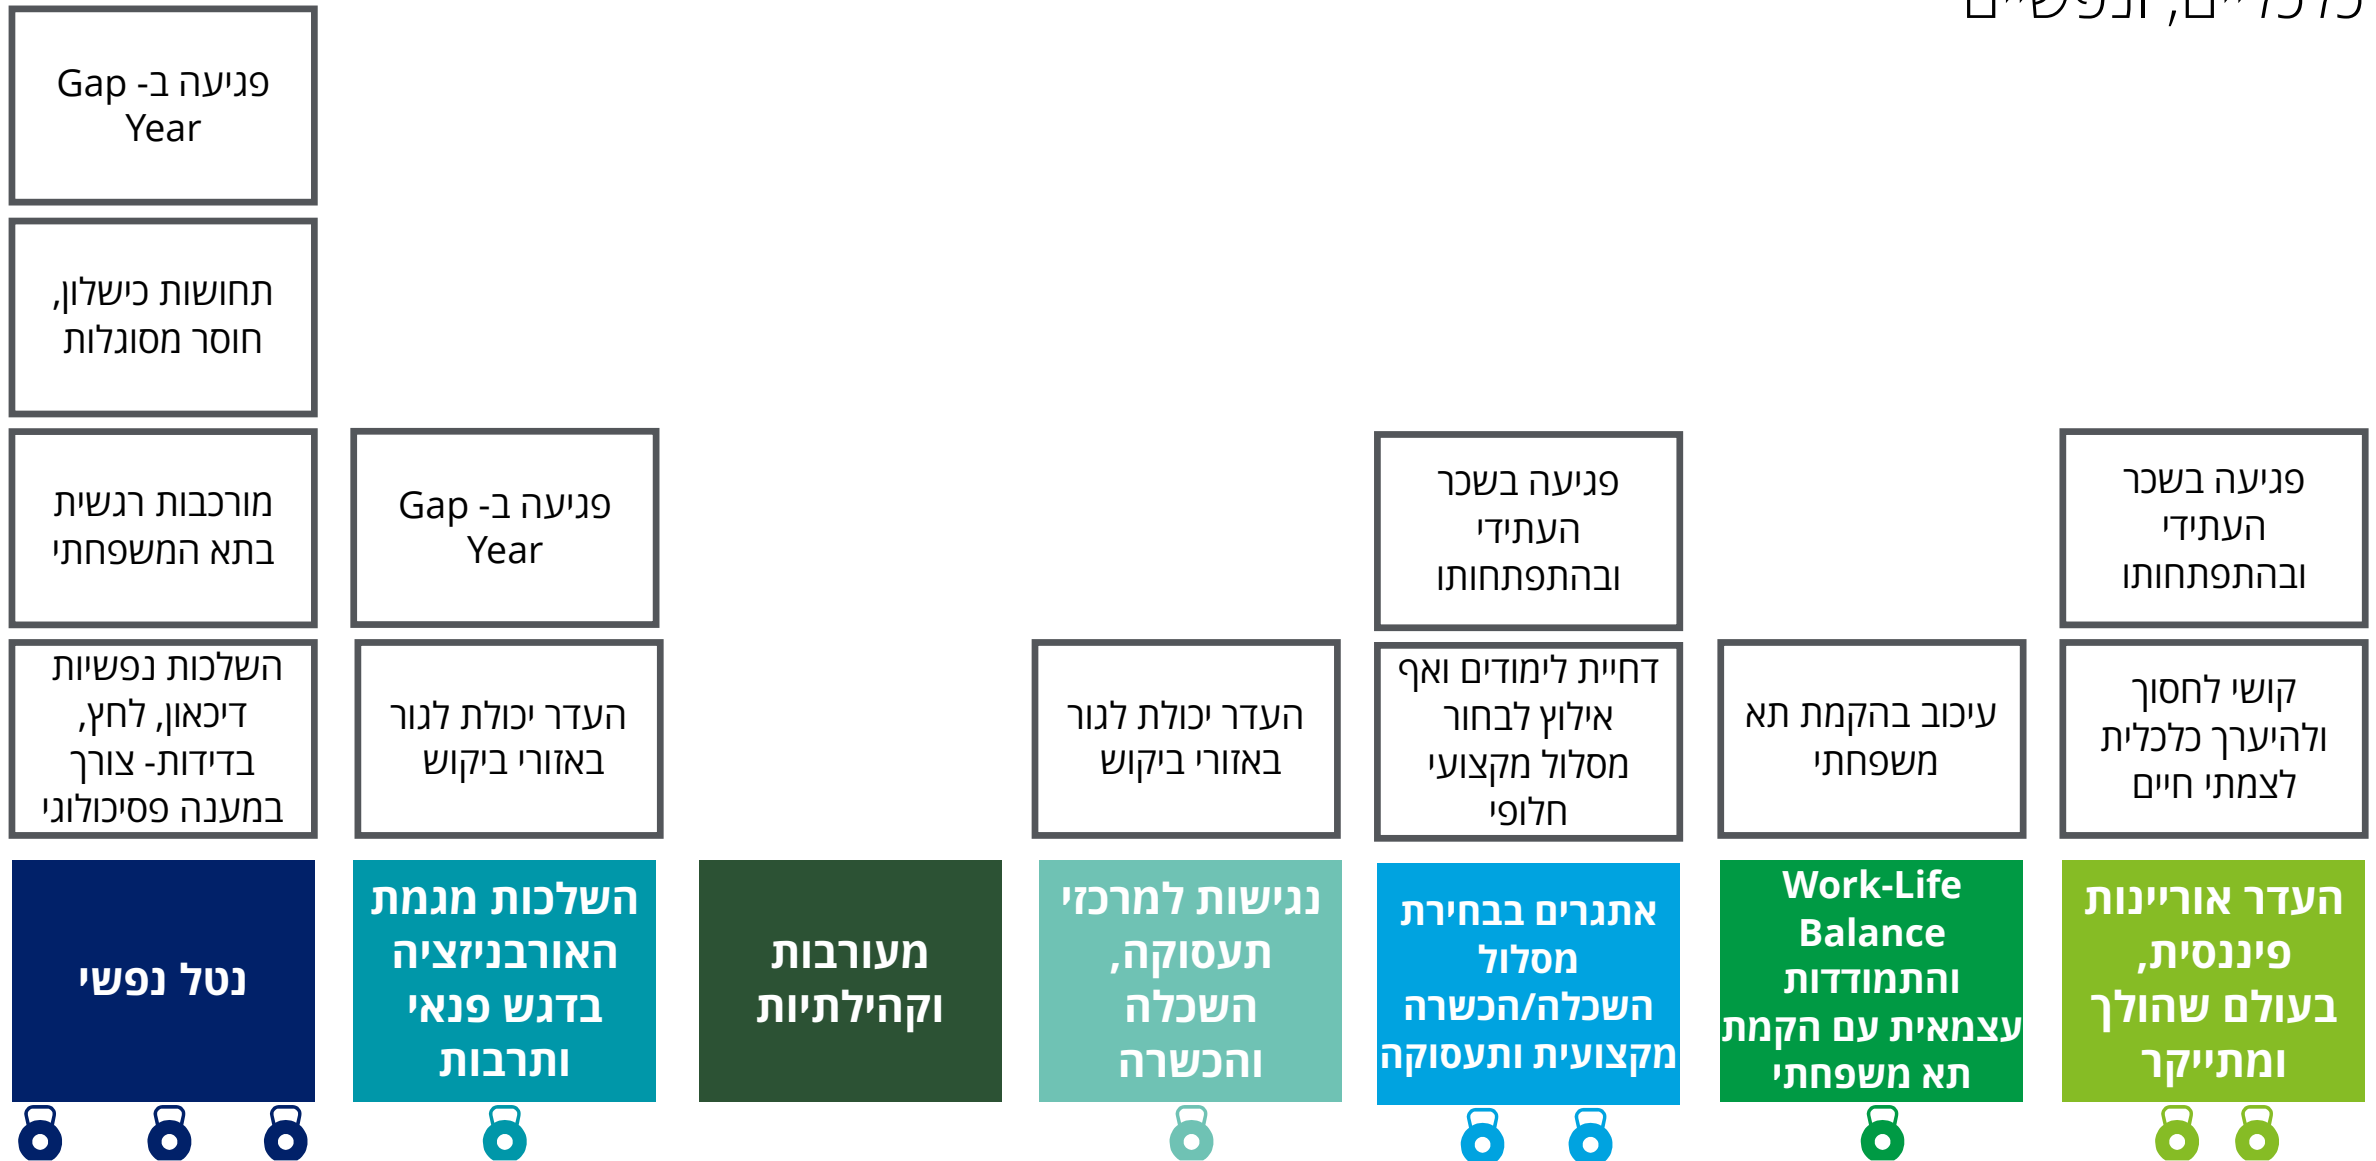 כלכליים, ונפשיים
פגיעה ב- Gap
Year
תחושות כישלון,
חוסר מסוגלות
פגיעה בשכר
העתידי
ובהתפתחותו
פגיעה בשכר
העתידי
ובהתפתחותו
פגיעה ב- Gap
Year
מורכבות רגשית
בתא המשפחתי
קושי לחסוך
ולהיערך כלכלית
לצמתי חיים
עיכוב בהקמת תא
משפחתי
דחיית לימודים ואף
אילוץ לבחור
מסלול מקצועי
חלופי
העדר יכולת לגור
באזורי ביקוש
העדר יכולת לגור
באזורי ביקוש
השלכות נפשיות
דיכאון, לחץ,
בדידות- צורך
במענה פסיכולוגי
העדר אוריינות
פיננסית,
בעולם שהולך
ומתייקר
Work-Life
Balance
והתמודדות
עצמאית עם הקמת
תא משפחתי
אתגרים בבחירת
מסלול
השכלה/הכשרה
מקצועית ותעסוקה
נגישות למרכזי
תעסוקה,
השכלה
והכשרה
מעורבות
וקהילתיות
השלכות מגמת
האורבניזציה
בדגש פנאי
ותרבות
נטל נפשי